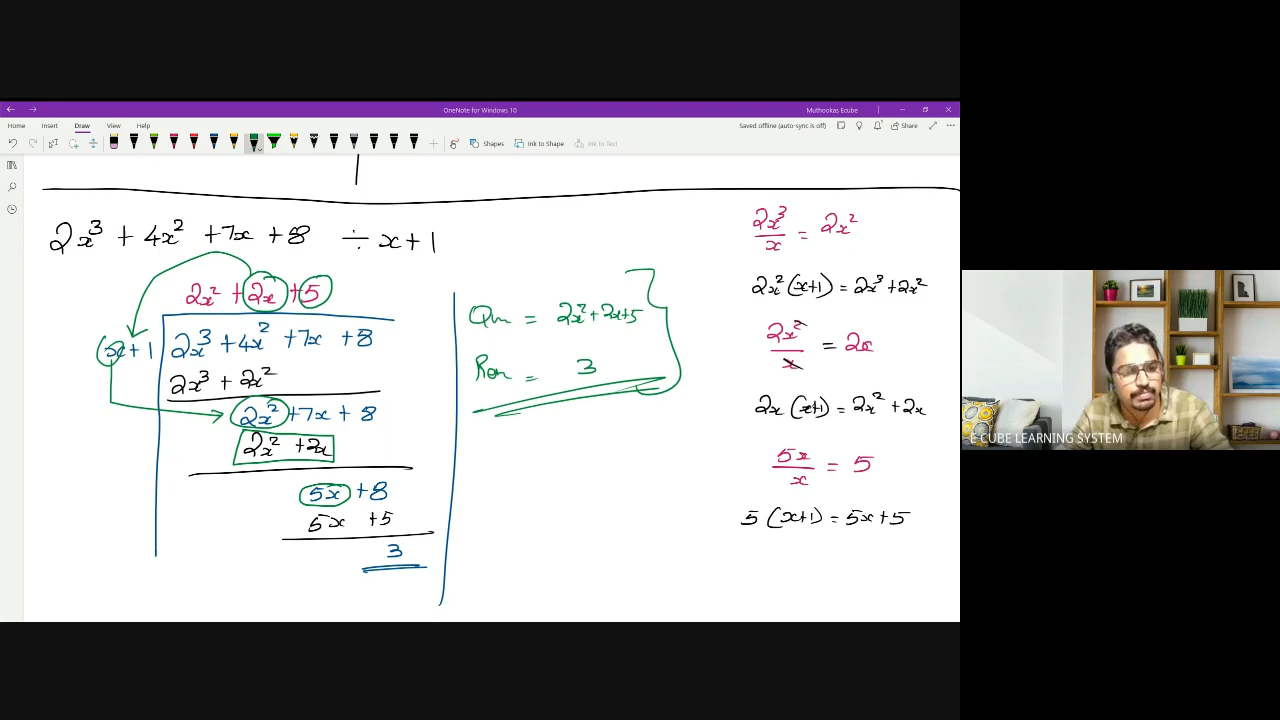 OneNote for Windows 10
Muthookas Ecube
Home Insert Draw View Help
Saved offline (auto-sync is off)
Share
Shapes
Ink to Shape
Ink to Text
2x³ + 4x² + 7x + 8 ÷ x + 1
2x² + 2x + 5
x + 1
2x³ + 4x² + 7x + 8
2x³ + 2x²
2x² + 7x + 8
2x² + 2x
5x + 8
5x + 5
3
Qn = 2x² + 2x + 5
Rem = 3
2x³/x = 2x²
2x² (x+1) = 2x³ + 2x²
2x²/x = 2x
2x (x+1) = 2x² + 2x
5x/x = 5
5 (x+1) = 5x + 5
E CUBE LEARNING SYSTEM